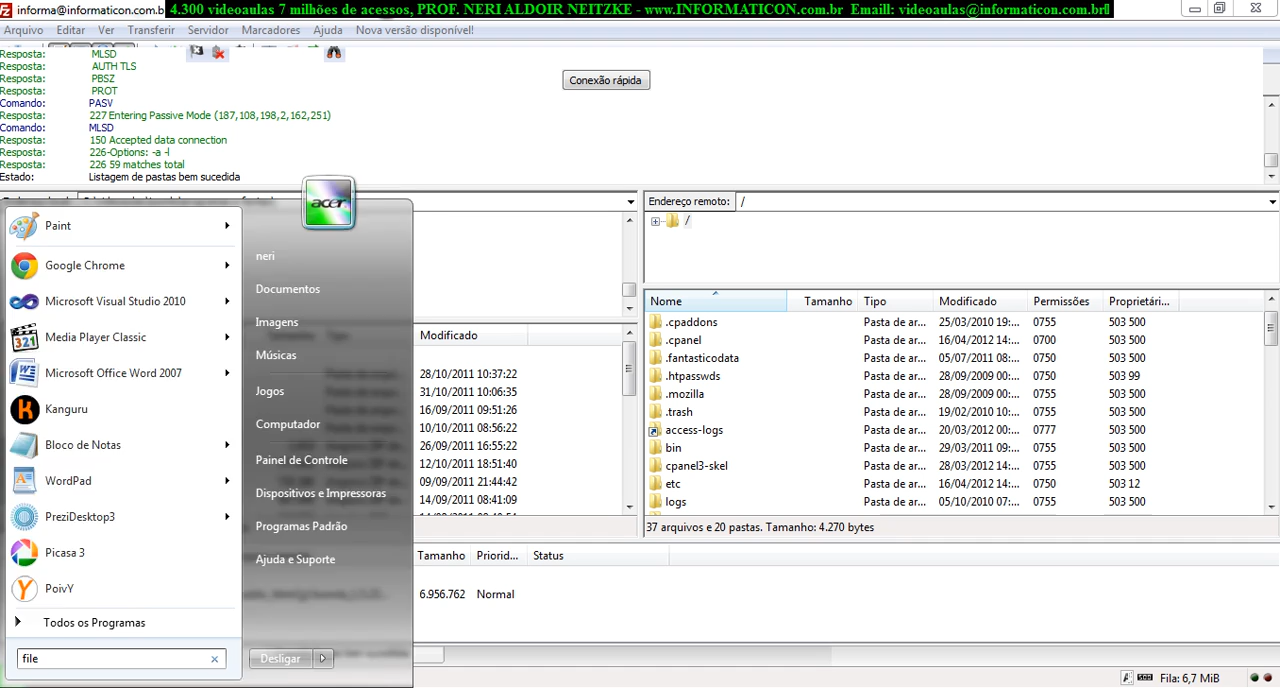 informa@informaticon.com.b
4.300 videoaulas 7 milhões de acessos, PROF. NERI ALDOIR NEITZKE - www.INFORMATICON.com.br Emaill: videoaulas@informaticon.com.br
Arquivo Editar Ver Transferir Servidor Marcadores Ajuda Nova versão disponível!
Resposta: MLSD
Resposta: AUTH TLS
Resposta: PBSZ
Resposta: PROT
Comando: PASV
Resposta: 227 Entering Passive Mode (187,108,198,2,162,251)
Comando: MLSD
Resposta: 150 Accepted data connection
Resposta: 226-Options: -a -l
Resposta: 226 59 matches total
Estado: Listagem de pastas bem sucedida
Conexão rápida
acer
Paint
Google Chrome
Microsoft Visual Studio 2010
Media Player Classic
Microsoft Office Word 2007
Kanguru
Bloco de Notas
WordPad
PreziDesktop3
Picasa 3
PoivY
Todos os Programas
file
neri
Documentos
Imagens
Músicas
Jogos
Computador
Painel de Controle
Dispositivos e Impressoras
Programas Padrão
Ajuda e Suporte
Desligar
Modificado
28/10/2011 10:37:22
31/10/2011 10:06:35
16/09/2011 09:51:26
10/10/2011 08:56:22
26/09/2011 16:55:22
12/10/2011 18:51:40
09/09/2011 21:44:42
14/09/2011 08:41:09
Endereço remoto: /
/
Nome Tamanho Tipo Modificado Permissões Proprietári...
.cpaddons Pasta de ar... 25/03/2010 19:... 0755 503 500
.cpanel Pasta de ar... 16/04/2012 14:... 0700 503 500
.fantasticodata Pasta de ar... 05/07/2011 08:... 0750 503 500
.htpasswds Pasta de ar... 28/09/2009 00:... 0750 503 99
.mozilla Pasta de ar... 28/09/2009 00:... 0755 503 500
.trash Pasta de ar... 19/02/2010 10:... 0755 503 500
access-logs Pasta de ar... 20/03/2012 00:... 0777 503 500
bin Pasta de ar... 29/03/2011 09:... 0755 503 500
cpanel3-skel Pasta de ar... 28/03/2012 14:... 0755 503 500
etc Pasta de ar... 16/04/2012 14:... 0750 503 12
logs Pasta de ar... 05/10/2010 07:... 0755 503 500
37 arquivos e 20 pastas. Tamanho: 4.270 bytes
Tamanho Priorid... Status
6.956.762 Normal
Fila: 6,7 MiB